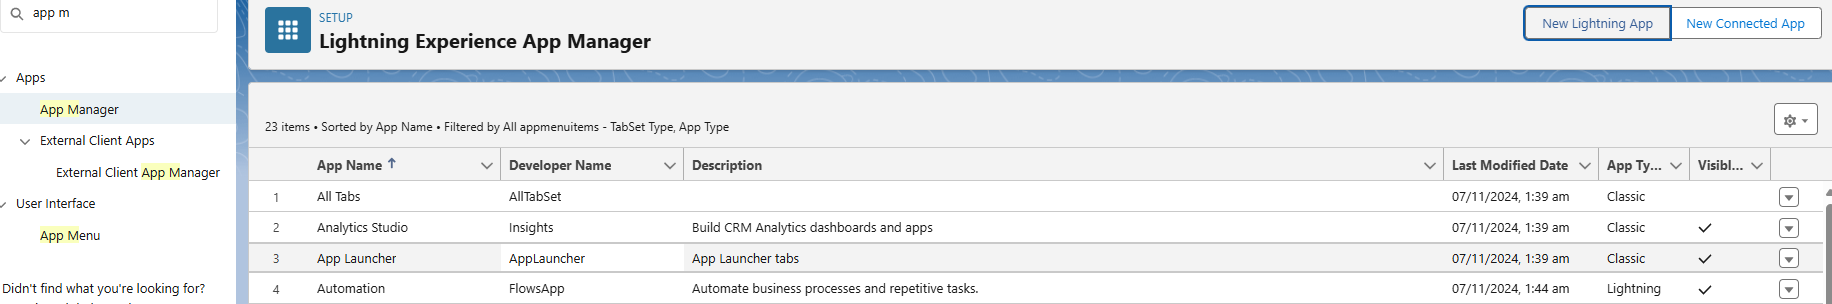 app m
Apps
App Manager
External Client Apps
External Client App Manager
User Interface
App Menu
Didn't find what you're looking for?
SETUP
Lightning Experience App Manager
New Lightning App
New Connected App
23 items • Sorted by App Name • Filtered by All appmenuitems - TabSet Type, App Type
App Name Developer Name Description Last Modified Date App Ty... Visibl...
1 All Tabs AllTabSet 07/11/2024, 1:39 am Classic
2 Analytics Studio Insights Build CRM Analytics dashboards and apps 07/11/2024, 1:39 am Classic
3 App Launcher AppLauncher App Launcher tabs 07/11/2024, 1:39 am Classic
4 Automation FlowsApp Automate business processes and repetitive tasks. 07/11/2024, 1:44 am Lightning